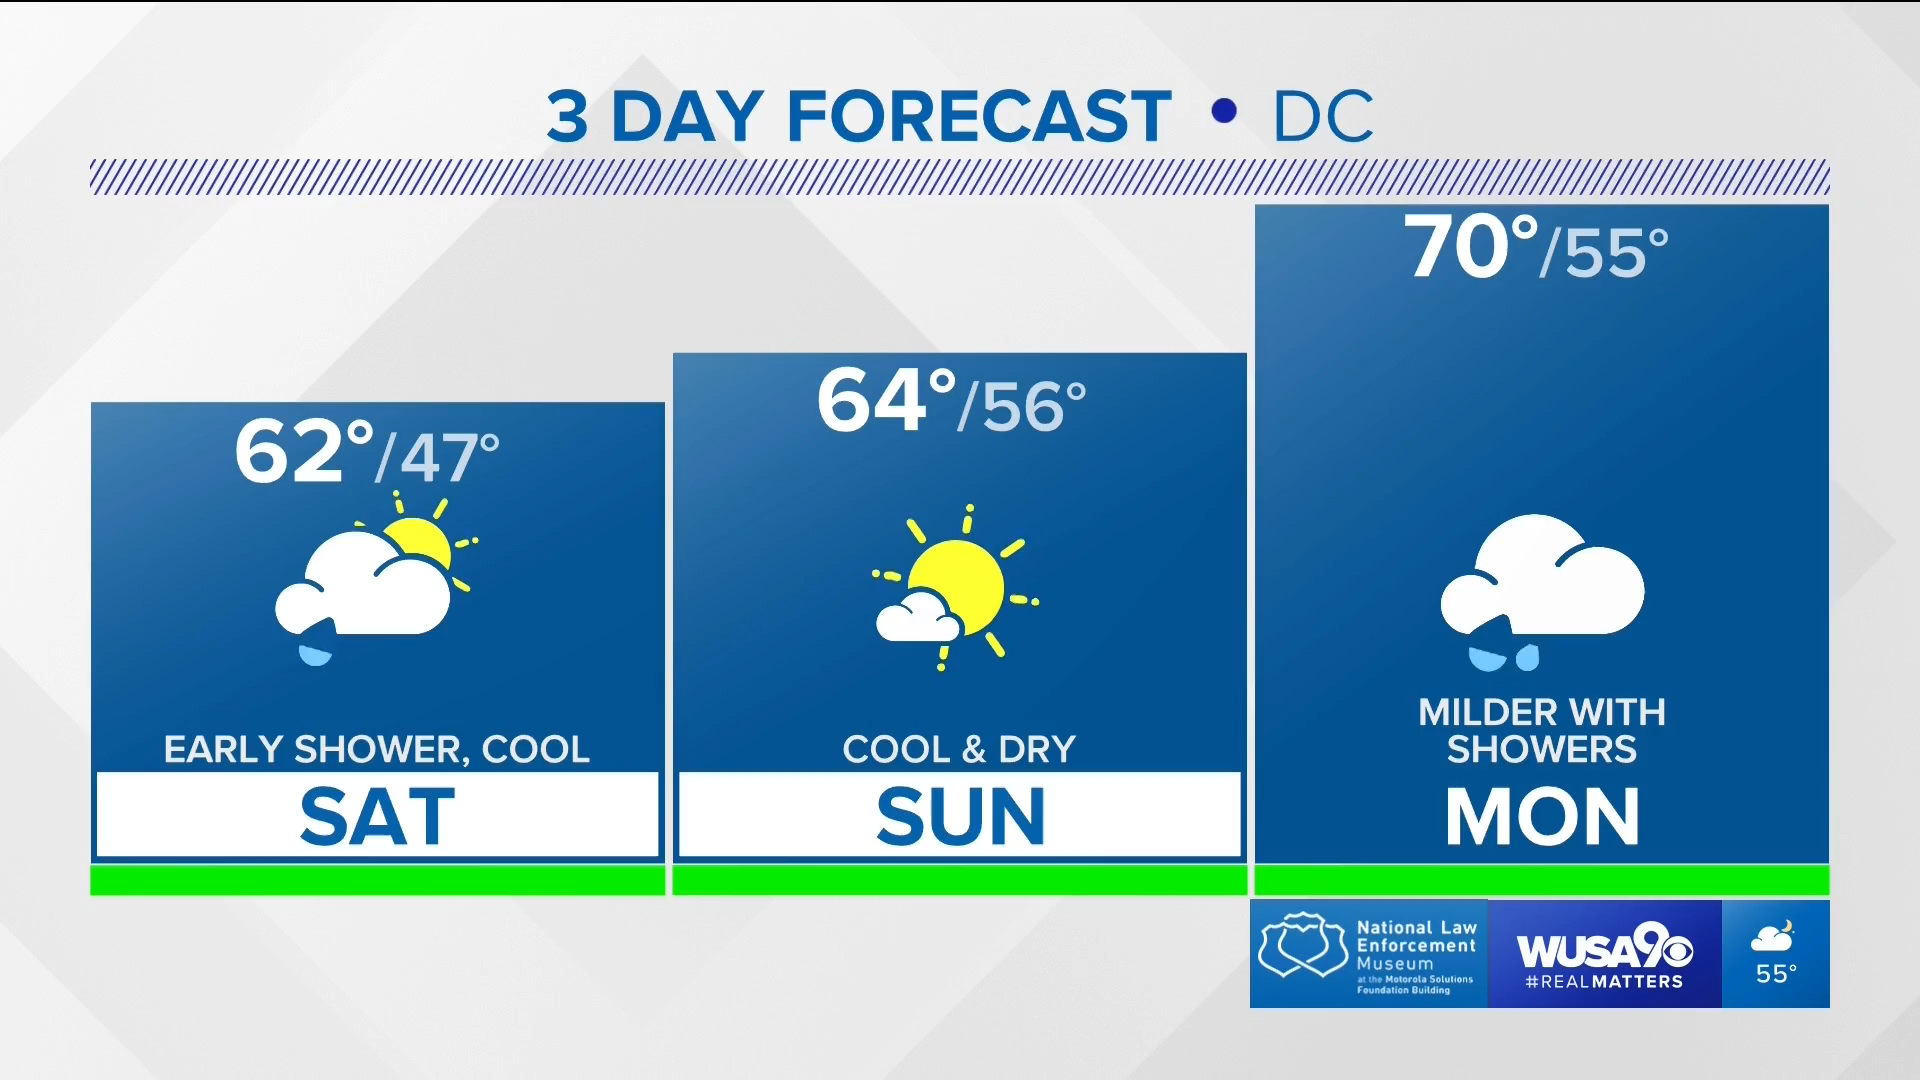 3 DAY FORECAST • DC
62°/47°
EARLY SHOWER, COOL
SAT
64°/56°
COOL & DRY
SUN
70°/55°
MILDER WITH
SHOWERS
MON
National Law
Enforcement
Museum
at the Motorola Solutions
Foundation Building
WUSA9
#REALMATTERS
55°